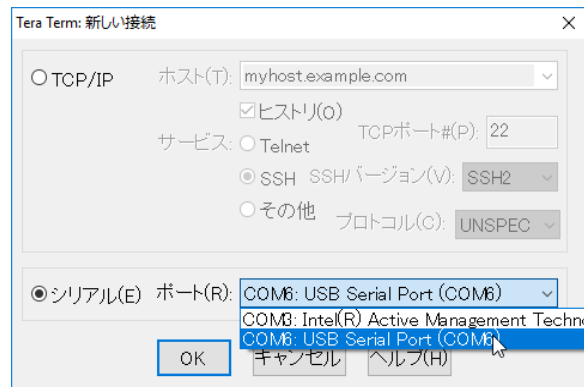 Tera Term: 新しい接続
TCP/IP ホスト(T): myhost.example.com
ヒストリ(O)
サービス: Telnet TCPポート#(P): 22
SSH SSHバージョン(V): SSH2
その他 プロトコル(C): UNSPEC
シリアル(E) ポート(R): COM6: USB Serial Port (COM6)
COM3: Intel(R) Active Management
COM6: USB Serial Port (COM6)
OK キャンセル ヘルプ(H)